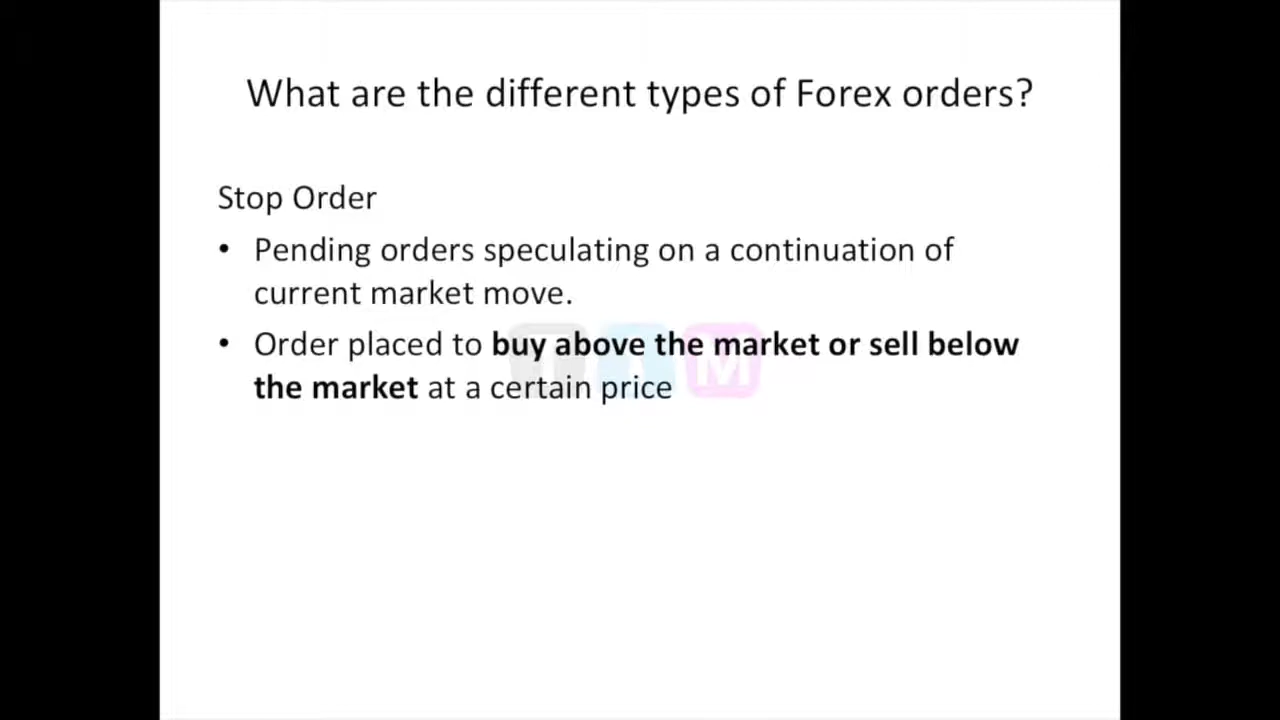 What are the different types of Forex orders?
Stop Order
• Pending orders speculating on a continuation of
current market move.
• Order placed to buy above the market or sell below
the market at a certain price